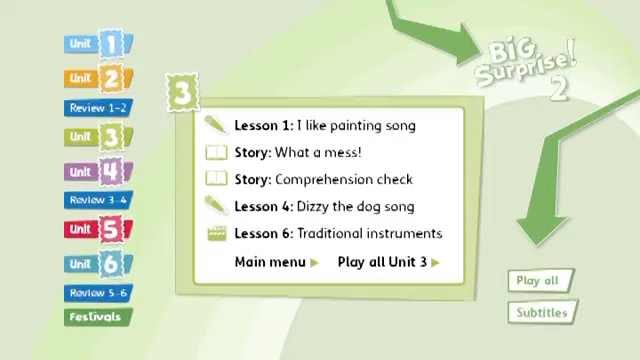 Unit 1
Unit 2
Review 1-2
Unit 3
Unit 4
Review 3-4
Unit 5
Unit 6
Review 5-6
Festivals
3
Lesson 1: I like painting song
Story: What a mess!
Story: Comprehension check
Lesson 4: Dizzy the dog song
Lesson 6: Traditional instruments
Main menu Play all Unit 3
BiG
Surprise!
2
Play all
Subtitles